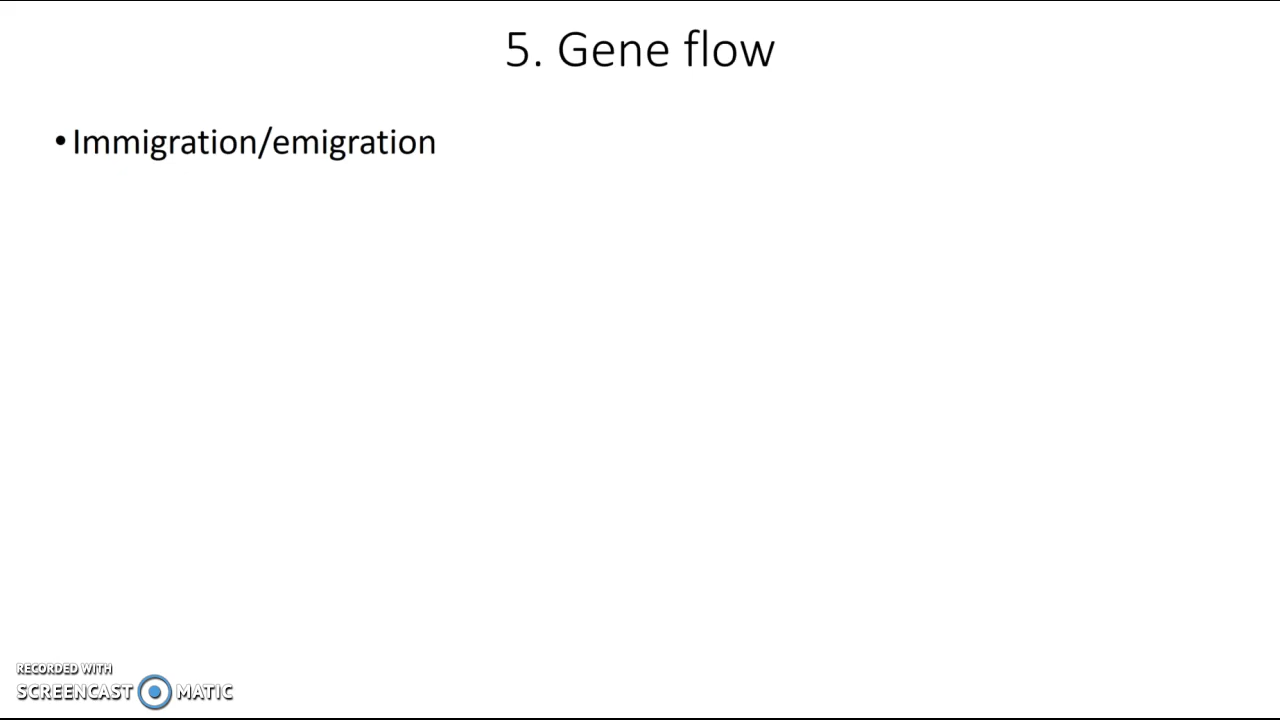 5. Gene flow
• Immigration/emigration
RECORDED WITH
SCREENCAST MATIC